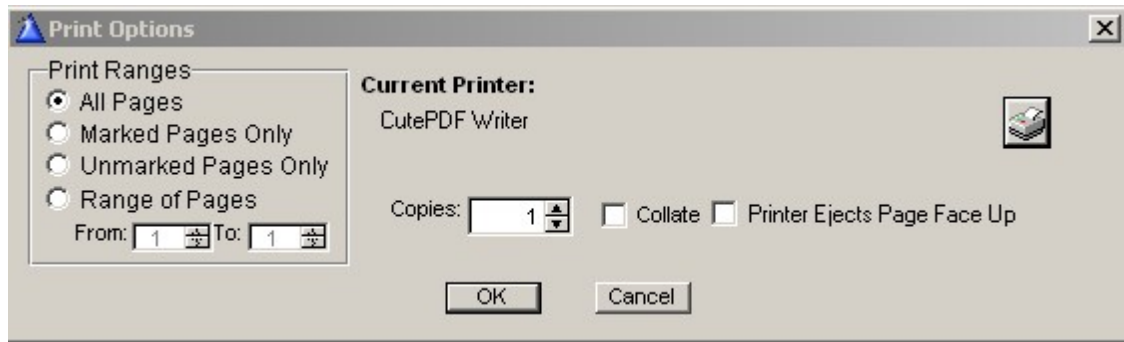 Print Options
Print Ranges
All Pages
Marked Pages Only
Unmarked Pages Only
Range of Pages
From: 1 To: 1
Current Printer:
CutePDF Writer
Copies: 1 Collate Printer Ejects Page Face Up
OK Cancel